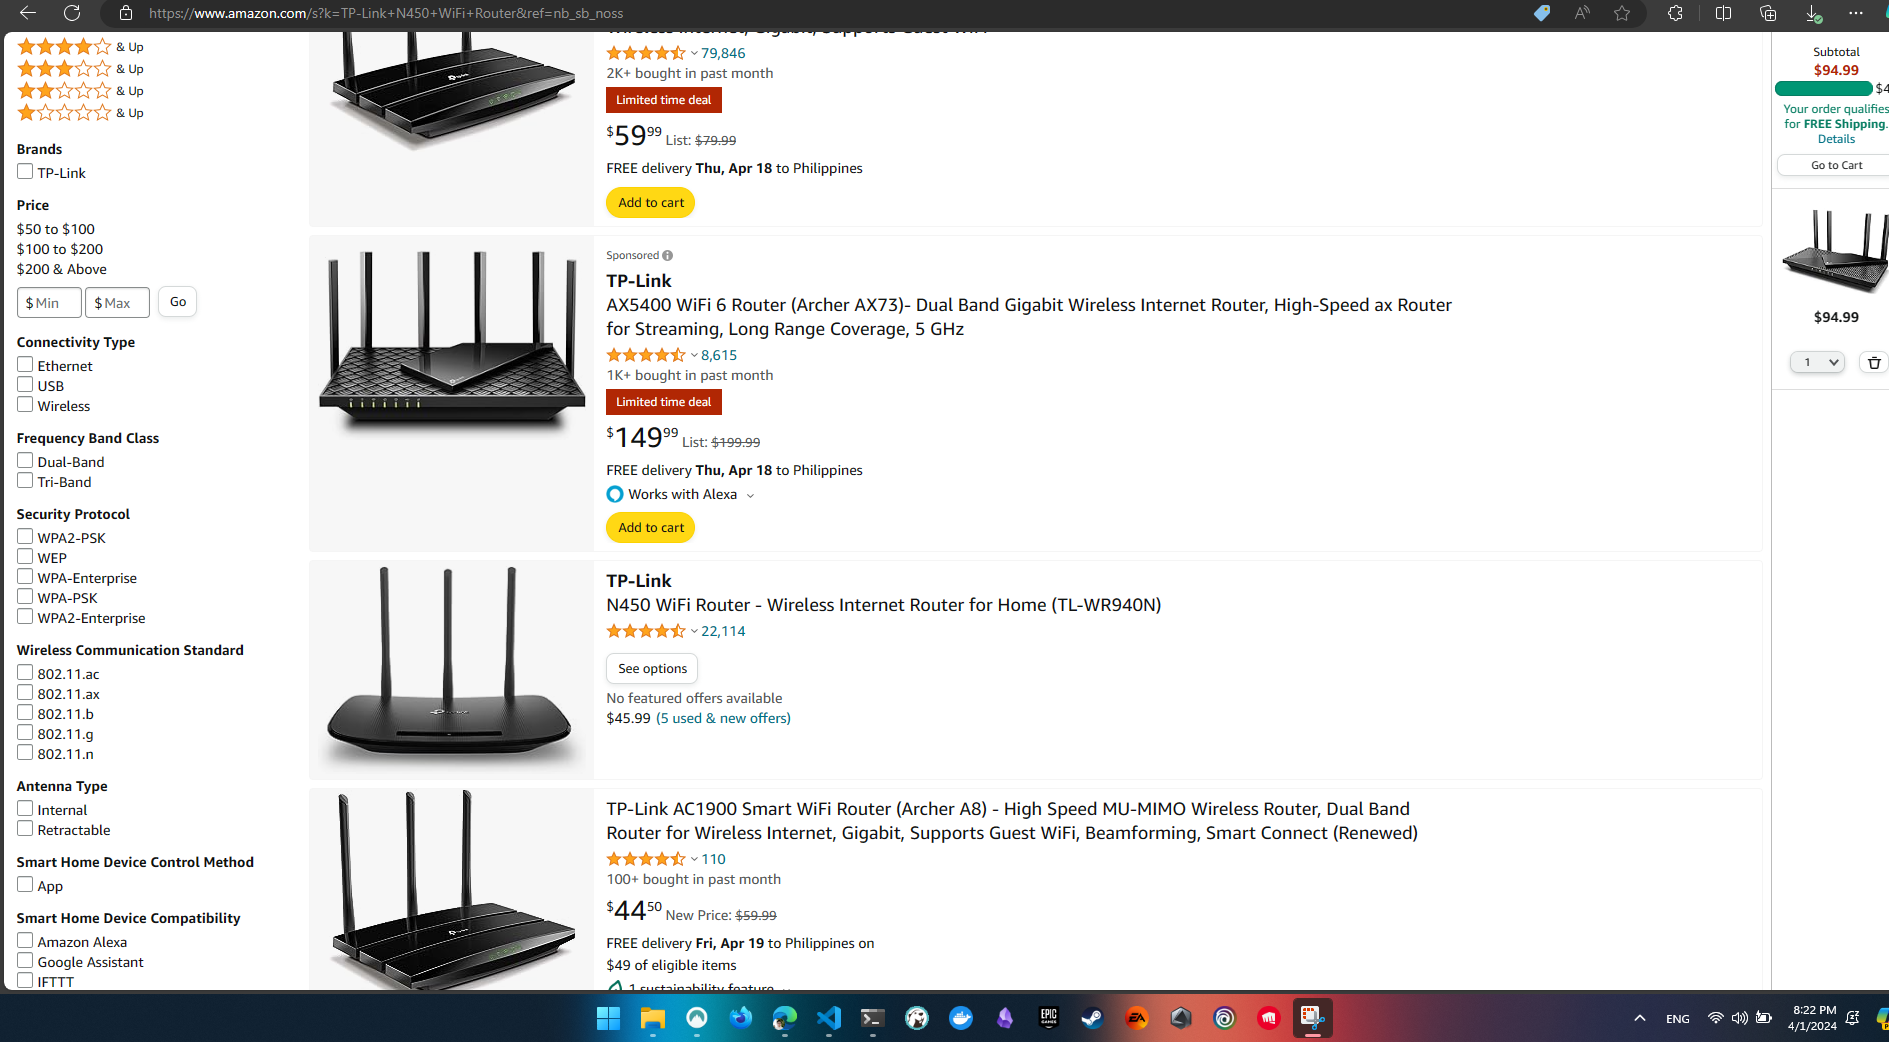 https://www.amazon.com/s?k=TP-Link+N450+WiFi+Router&ref=nb_sb_noss
& Up
& Up
& Up
& Up
Brands
TP-Link
Price
$50 to $100
$100 to $200
$200 & Above
$ Min $ Max Go
Connectivity Type
Ethernet
USB
Wireless
Frequency Band Class
Dual-Band
Tri-Band
Security Protocol
WPA2-PSK
WEP
WPA-Enterprise
WPA-PSK
WPA2-Enterprise
Wireless Communication Standard
802.11.ac
802.11.ax
802.11.b
802.11.g
802.11.n
Antenna Type
Internal
Retractable
Smart Home Device Control Method
App
Smart Home Device Compatibility
Amazon Alexa
Google Assistant
IFTTT
Wireless Internet, Gigabit, Supports Guest WiFi
79,846
2K+ bought in past month
Limited time deal
$59.99 List: $79.99
FREE delivery Thu, Apr 18 to Philippines
Add to cart
Sponsored
TP-Link
AX5400 WiFi 6 Router (Archer AX73)- Dual Band Gigabit Wireless Internet Router, High-Speed ax Router
for Streaming, Long Range Coverage, 5 GHz
8,615
1K+ bought in past month
Limited time deal
$149.99 List: $199.99
FREE delivery Thu, Apr 18 to Philippines
Works with Alexa
Add to cart
TP-Link
N450 WiFi Router - Wireless Internet Router for Home (TL-WR940N)
22,114
See options
No featured offers available
$45.99 (5 used & new offers)
TP-Link AC1900 Smart WiFi Router (Archer A8) - High Speed MU-MIMO Wireless Router, Dual Band
Router for Wireless Internet, Gigabit, Supports Guest WiFi, Beamforming, Smart Connect (Renewed)
110
100+ bought in past month
$44.50 New Price: $59.99
FREE delivery Fri, Apr 19 to Philippines on
$49 of eligible items
1 sustainability feature
Subtotal
$94.99
$4
Your order qualifies
for FREE Shipping.
Details
Go to Cart
$94.99
1
EPIC
GAMES
EA
ENG
8:22 PM
4/1/2024